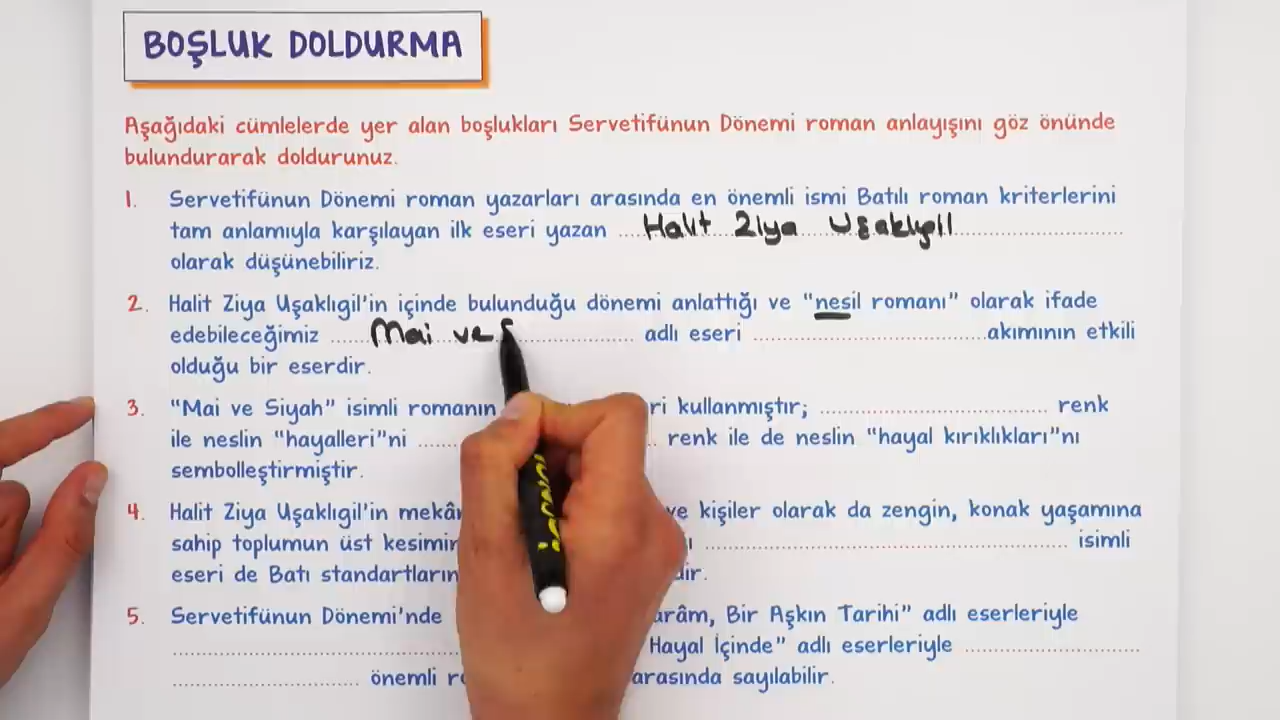 BOŞLUK DOLDURMA
Aşağıdaki cümlelerde yer alan boşlukları Servetifünun Dönemi roman anlayışını göz önünde
bulundurarak doldurunuz.
1. Servetifünun Dönemi roman yazarları arasında en önemli ismi Batılı roman kriterlerini
tam anlamıyla karşılayan ilk eseri yazan Halit Ziya Uşaklıgil
olarak düşünebiliriz.
2. Halit Ziya Uşaklıgil'in içinde bulunduğu dönemi anlattığı ve "nesil romanı" olarak ifade
edebileceğimiz Mai ve adlı eseri akımının etkili
olduğu bir eserdir.
3. "Mai ve Siyah" isimli romanın kullanmıştır; renk
ile neslin "hayalleri"ni renk ile de neslin "hayal kırıklıkları"nı
sembolleştirmiştir.
4. Halit Ziya Uşaklıgil'in ve kişiler olarak da zengin, konak yaşamına
sahip toplumun üst isimli
eseri de Batı
5. Servetifünun Dönemi'nde Bir Aşkın Tarihi" adlı eserleriyle
Hayal İçinde" adlı eserleriyle
önemli arasında sayılabilir.